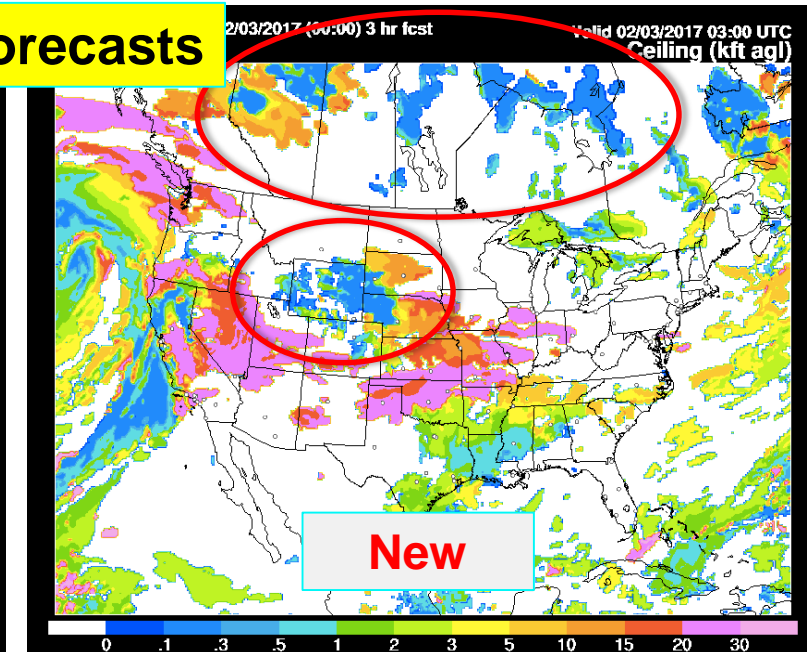 orecasts
2/03/2017 (00:00) 3 hr fcst
Valid 02/03/2017 03:00 UTC
Ceiling (kft agl)
New
0 .1 .3 .5 1 2 3 5 10 15 20 30